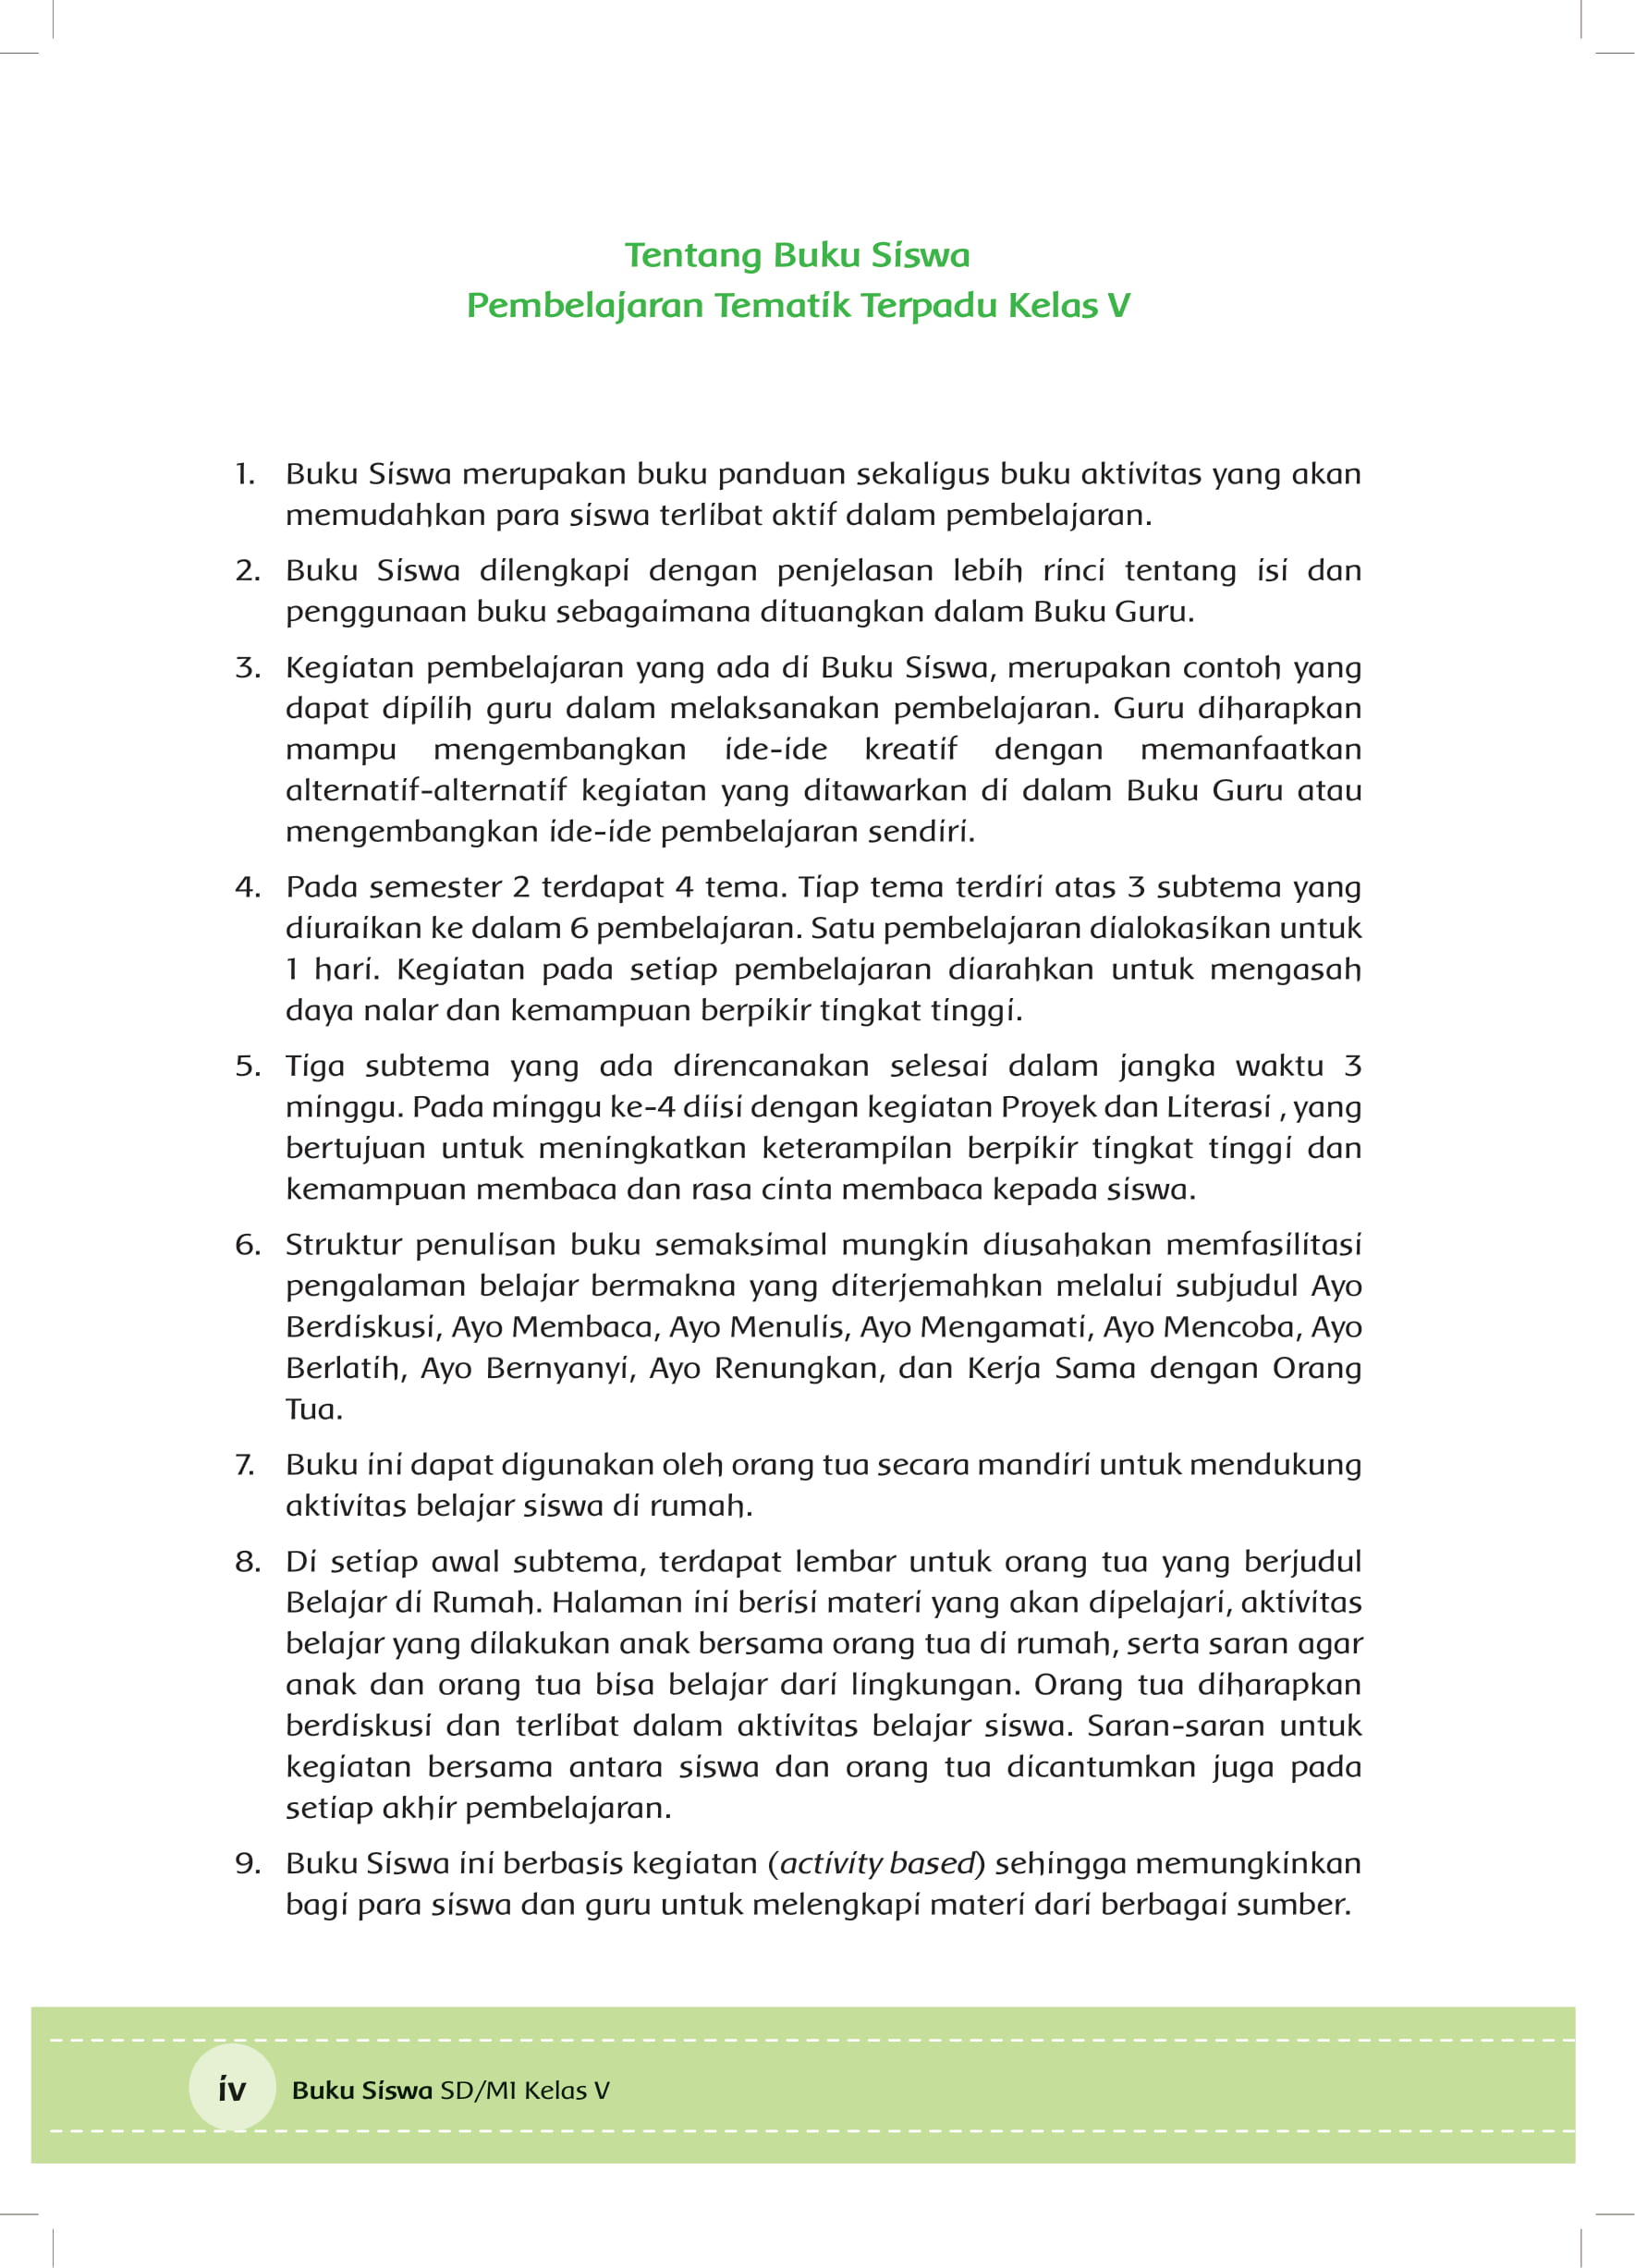 Tentang Buku Siswa
Pembelajaran Tematik Terpadu Kelas V
1. Buku Siswa merupakan buku panduan sekaligus buku aktivitas yang akan
memudahkan para siswa terlibat aktif dalam pembelajaran.
2. Buku Siswa dilengkapi dengan penjelasan lebih rinci tentang isi dan
penggunaan buku sebagaimana dituangkan dalam Buku Guru.
3. Kegiatan pembelajaran yang ada di Buku Siswa, merupakan contoh yang
dapat dipilih guru dalam melaksanakan pembelajaran. Guru diharapkan
mampu mengembangkan ide-ide kreatif dengan memanfaatkan
alternatif-alternatif kegiatan yang ditawarkan di dalam Buku Guru atau
mengembangkan ide-ide pembelajaran sendiri.
4. Pada semester 2 terdapat 4 tema. Tiap tema terdiri atas 3 subtema yang
diuraikan ke dalam 6 pembelajaran. Satu pembelajaran dialokasikan untuk
1 hari. Kegiatan pada setiap pembelajaran diarahkan untuk mengasah
daya nalar dan kemampuan berpikir tingkat tinggi.
5. Tiga subtema yang ada direncanakan selesai dalam jangka waktu 3
minggu. Pada minggu ke-4 diisi dengan kegiatan Proyek dan Literasi , yang
bertujuan untuk meningkatkan keterampilan berpikir tingkat tinggi dan
kemampuan membaca dan rasa cinta membaca kepada siswa.
6. Struktur penulisan buku semaksimal mungkin diusahakan memfasilitasi
pengalaman belajar bermakna yang diterjemahkan melalui subjudul Ayo
Berdiskusi, Ayo Membaca, Ayo Menulis, Ayo Mengamati, Ayo Mencoba, Ayo
Berlatih, Ayo Bernyanyi, Ayo Renungkan, dan Kerja Sama dengan Orang
Tua.
7. Buku ini dapat digunakan oleh orang tua secara mandiri untuk mendukung
aktivitas belajar siswa di rumah.
8. Di setiap awal subtema, terdapat lembar untuk orang tua yang berjudul
Belajar di Rumah. Halaman ini berisi materi yang akan dipelajari, aktivitas
belajar yang dilakukan anak bersama orang tua di rumah, serta saran agar
anak dan orang tua bisa belajar dari lingkungan. Orang tua diharapkan
berdiskusi dan terlibat dalam aktivitas belajar siswa. Saran-saran untuk
kegiatan bersama antara siswa dan orang tua dicantumkan juga pada
setiap akhir pembelajaran.
9. Buku Siswa ini berbasis kegiatan (activity based) sehingga memungkinkan
bagi para siswa dan guru untuk melengkapi materi dari berbagai sumber.
iv Buku Siswa SD/MI Kelas V